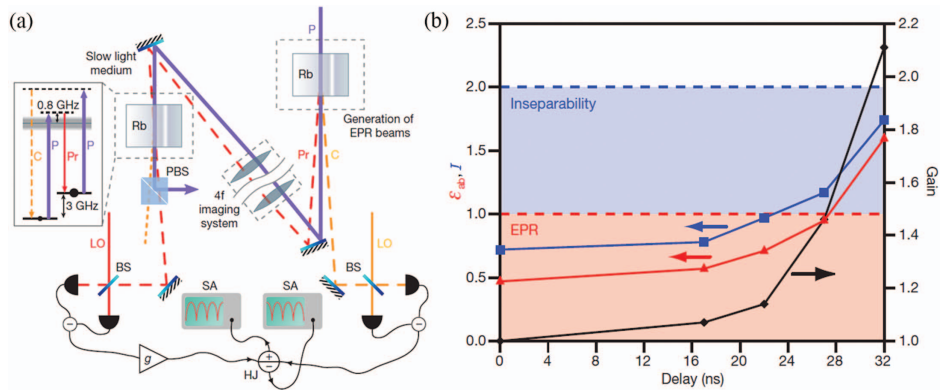 (a)
P
Slow light
medium
Rb
Rb
0.8 GHz
C
P
Pr
P
3 GHz
Generation of
EPR beams
Pr
C
PBS
4f
imaging
system
LO
LO
BS
BS
SA
SA
−
−
g
+
−
HJ
(b)
2.5
2.0
1.5
1.0
0.5
0.0
ℰab, I
Inseparability
EPR
0
4
8
12
16
20
24
28
32
Delay (ns)
2.2
2.0
1.8
1.6
1.4
1.2
1.0
Gain